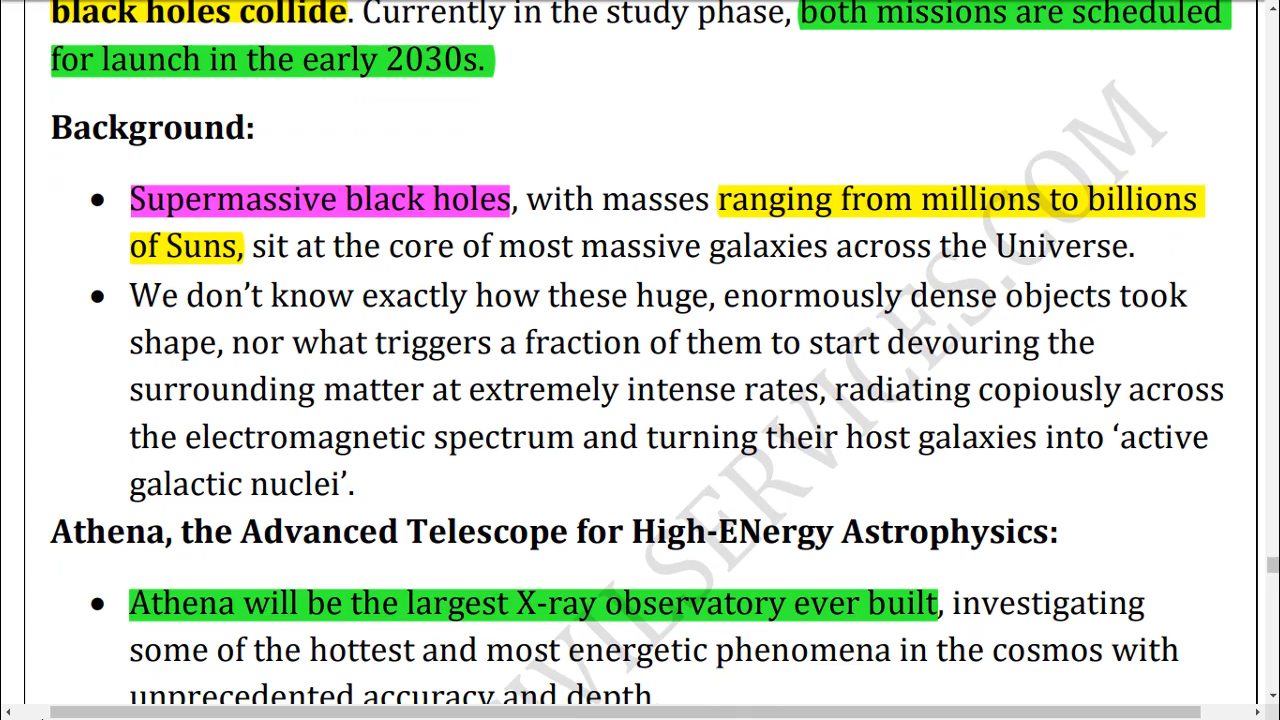 black holes collide. Currently in the study phase, both missions are scheduled
for launch in the early 2030s.
Background:
• Supermassive black holes, with masses ranging from millions to billions
of Suns, sit at the core of most massive galaxies across the Universe.
• We don’t know exactly how these huge, enormously dense objects took
shape, nor what triggers a fraction of them to start devouring the
surrounding matter at extremely intense rates, radiating copiously across
the electromagnetic spectrum and turning their host galaxies into ‘active
galactic nuclei’.
Athena, the Advanced Telescope for High-ENergy Astrophysics:
• Athena will be the largest X-ray observatory ever built, investigating
some of the hottest and most energetic phenomena in the cosmos with
unprecedented accuracy and depth.
VILSERVICES.COM